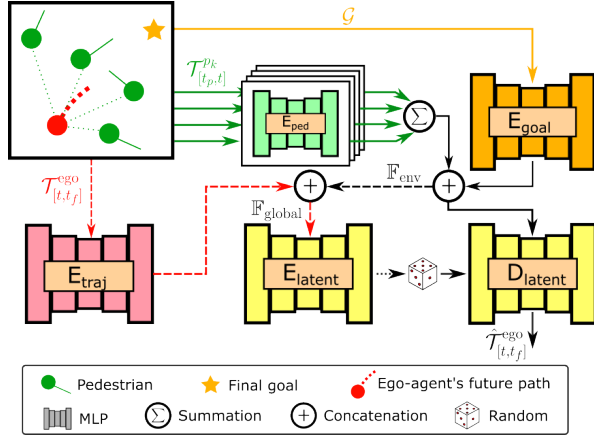 𝒢
𝒯^{p_k}_{[t_p,t]}
E_ped
Σ
E_goal
𝒯^{ego}_{[t,t_f]}
+
𝔽_env
+
𝔽_global
E_traj
E_latent
D_latent
𝒯̂^{ego}_{[t,t_f]}
Pedestrian
Final goal
Ego-agent's future path
MLP
Σ Summation
+ Concatenation
Random